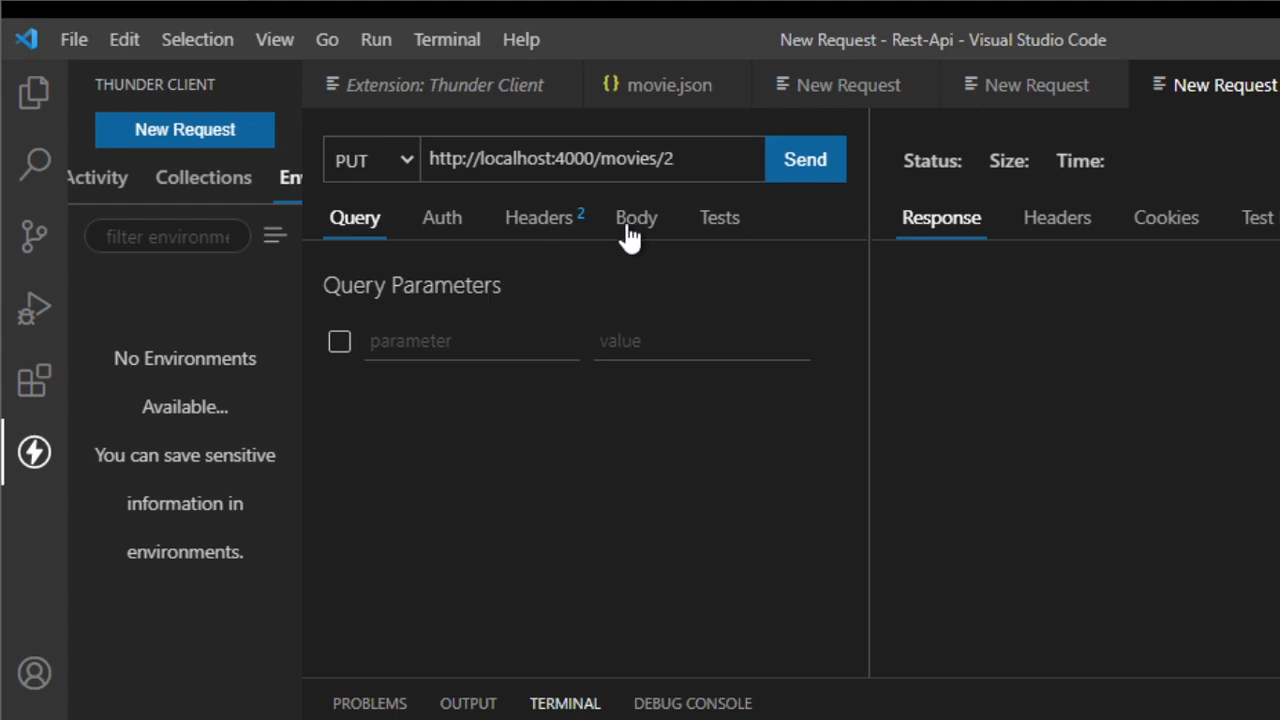 File Edit Selection View Go Run Terminal Help New Request - Rest-Api - Visual Studio Code
THUNDER CLIENT
New Request
Activity Collections
filter environme
No Environments
Available...
You can save sensitive
information in
environments.
Extension: Thunder Client {} movie.json New Request New Request New Request
PUT http://localhost:4000/movies/2 Send
Query Auth Headers 2 Body Tests
Query Parameters
parameter value
Status: Size: Time:
Response Headers Cookies Test
PROBLEMS OUTPUT TERMINAL DEBUG CONSOLE